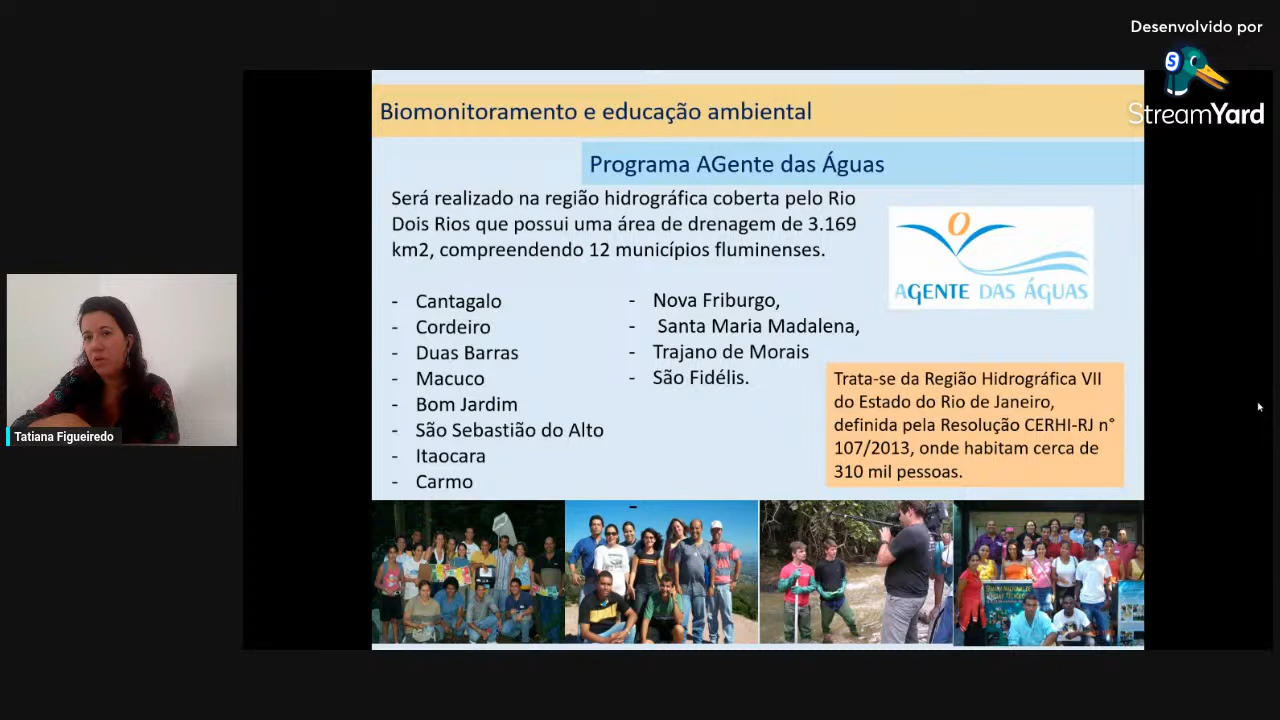 Desenvolvido por
StreamYard
Biomonitoramento e educação ambiental
Programa AGente das Águas
Será realizado na região hidrográfica coberta pelo Rio
Dois Rios que possui uma área de drenagem de 3.169
km2, compreendendo 12 municípios fluminenses.
- Cantagalo
- Cordeiro
- Duas Barras
- Macuco
- Bom Jardim
- São Sebastião do Alto
- Itaocara
- Carmo
- Nova Friburgo,
- Santa Maria Madalena,
- Trajano de Morais
- São Fidélis.
AGENTE DAS ÁGUAS
Trata-se da Região Hidrográfica VII
do Estado do Rio de Janeiro,
definida pela Resolução CERHI-RJ n°
107/2013, onde habitam cerca de
310 mil pessoas.
Tatiana Figueiredo